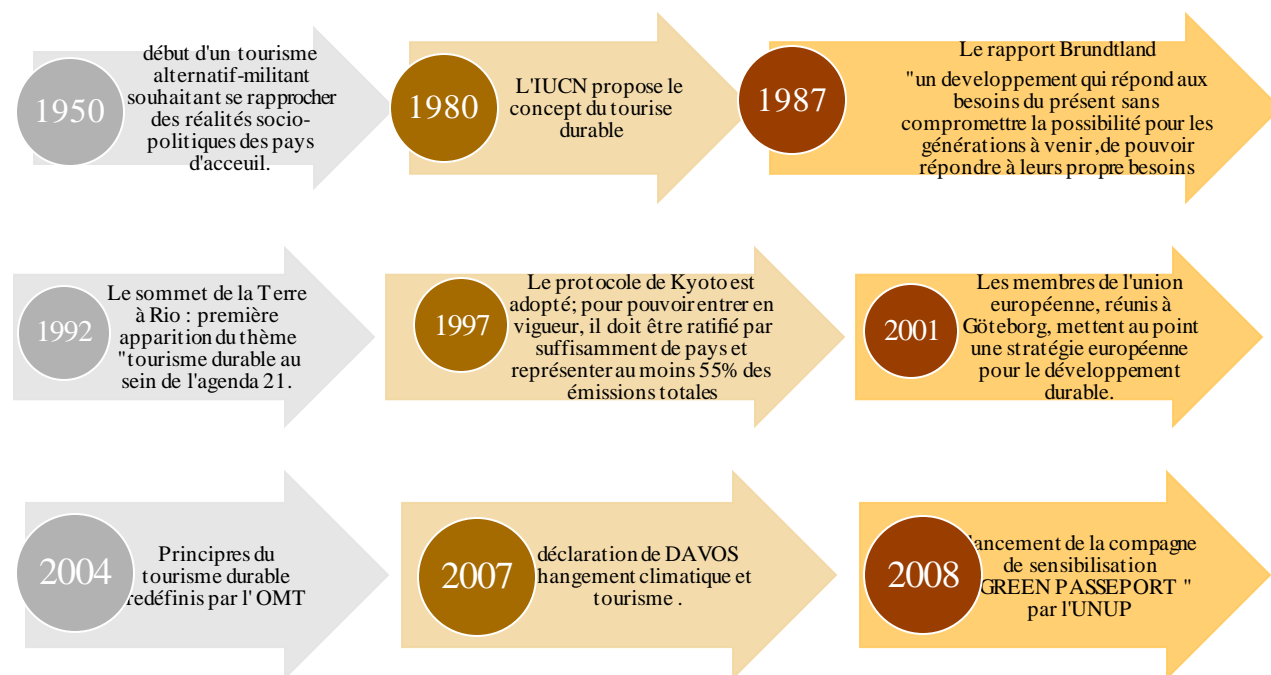 1950
début d'un tourisme
alternatif-militant
souhaitant se rapprocher
des réalités socio-
politiques des pays
d'acceuil.
1980
L'IUCN propose le
concept du tourise
durable
1987
Le rapport Brundtland
"un developpement qui répond aux
besoins du présent sans
compromettre la possibilité pour les
générations à venir ,de pouvoir
répondre à leurs propre besoins
1992
Le sommet de la Terre
à Rio : première
apparition du thème
"tourisme durable au
sein de l'agenda 21.
1997
Le protocole de Kyoto est
adopté; pour pouvoir entrer en
vigueur, il doit être ratifié par
suffisamment de pays et
représenter au moins 55% des
émissions totales
2001
Les membres de l'union
européenne, réunis à
Göteborg, mettent au point
une stratégie européenne
pour le développement
durable.
2004
Principres du
tourisme durable
redéfinis par l' OMT
2007
déclaration de DAVOS
hangement climatique et
tourisme .
2008
lancement de la compagne
de sensibilisation
GREEN PASSEPORT "
par l'UNUP